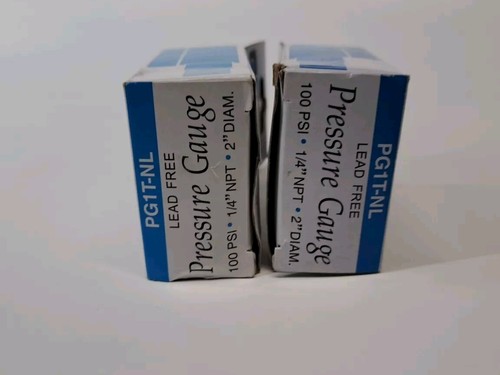 PG1T-NL
LEAD FREE
Pressure Gauge
100 PSI • 1/4" NPT • 2" DIAM.
PG1T-NL
LEAD FREE
Pressure Gauge
100 PSI • 1/4" NPT • 2" DIAM.